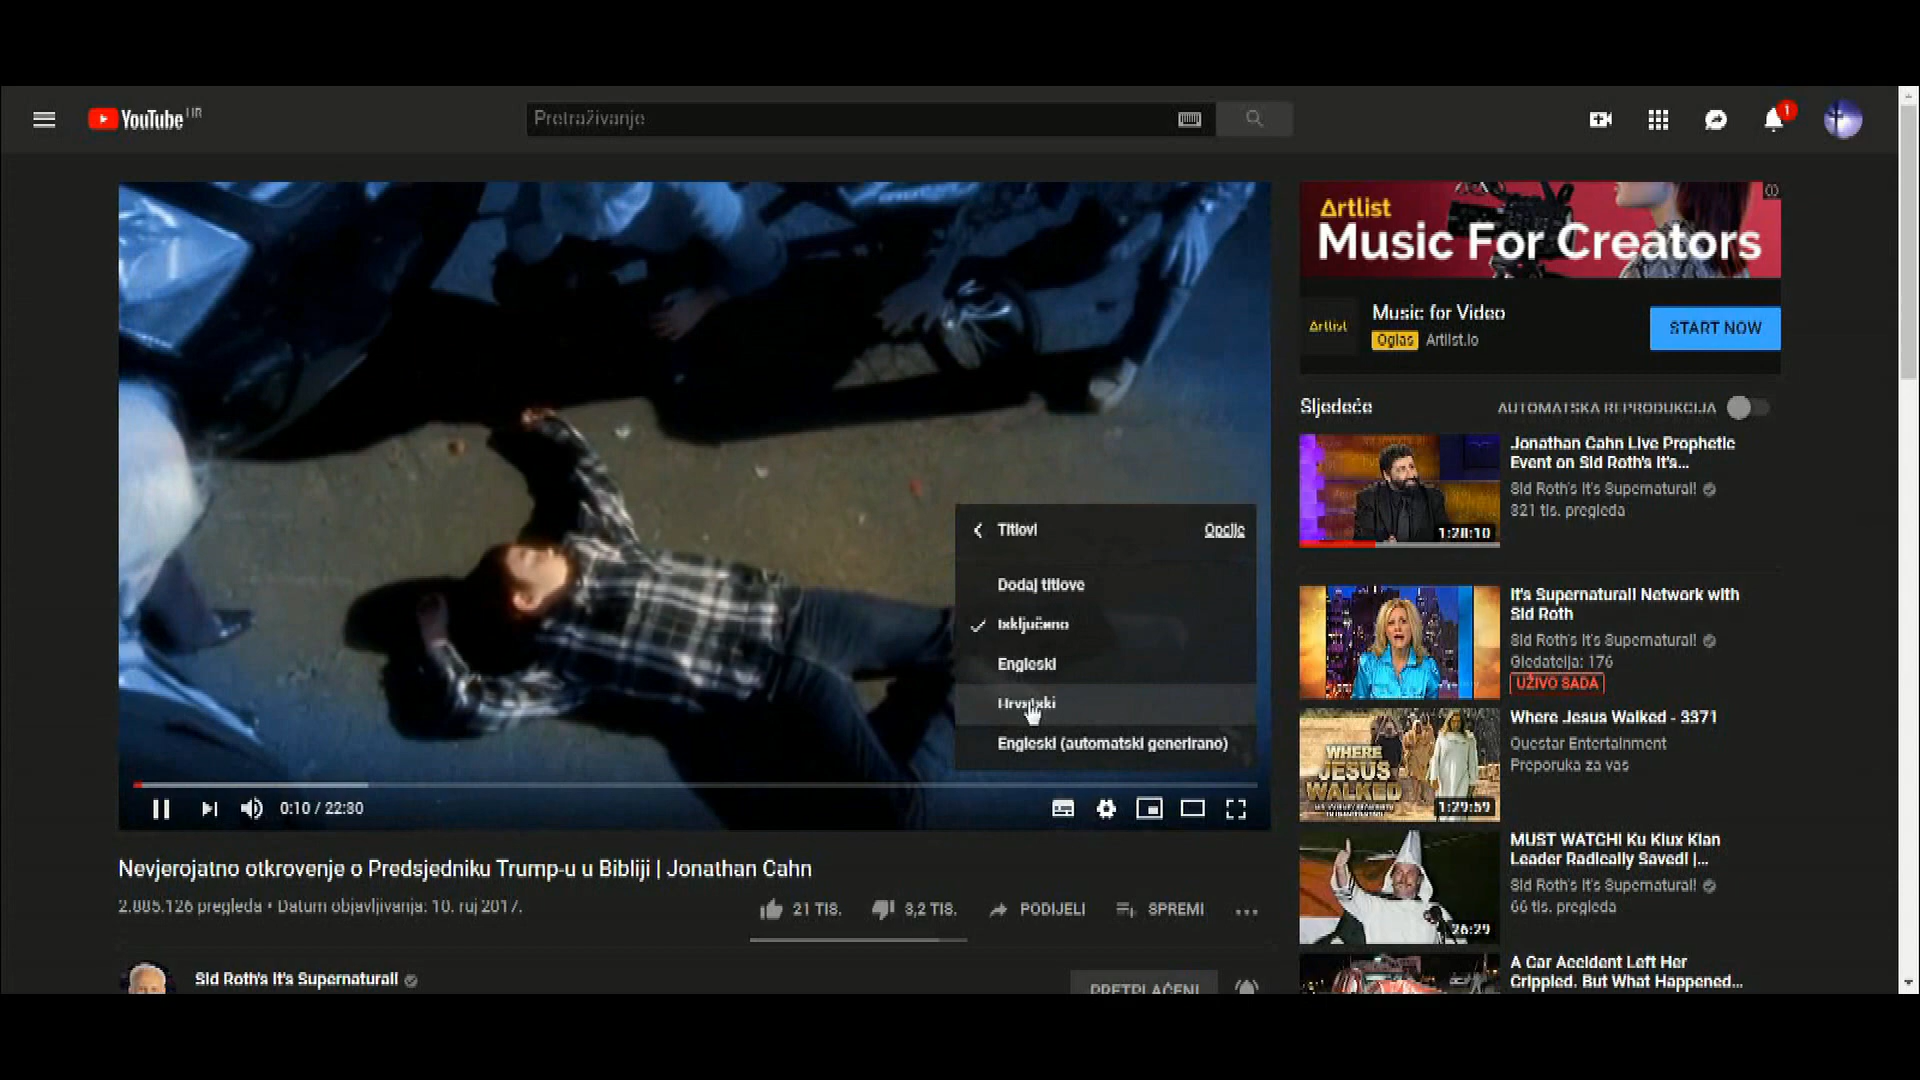 YouTube HR
Pretraživanje
1
Artlist
Music For Creators
Artlist
Music for Video
Oglas Artlist.io
START NOW
Sljedeće
AUTOMATSKA REPRODUKCIJA
Jonathan Cahn Live Prophetic
Event on Sid Roth's It's...
Sid Roth's It's Supernatural!
321 tis. pregleda
1:28:10
It's Supernatural! Network with
Sid Roth
Sid Roth's It's Supernatural!
Gledatelja: 176
UŽIVO SADA
Where Jesus Walked - 3371
Questar Entertainment
Preporuka za vas
WHERE
JESUS
WALKED
1:29:59
MUST WATCH! Ku Klux Klan
Leader Radically Saved! |...
Sid Roth's It's Supernatural!
66 tis. pregleda
26:29
A Car Accident Left Her
Crippled. But What Happened...
Titlovi
Opcije
Dodaj titlove
Isključeno
Engleski
Hrvatski
Engleski (automatski generirano)
0:10 / 22:30
Nevjerojatno otkrovenje o Predsjedniku Trump-u u Bibliji | Jonathan Cahn
2.885.126 pregleda • Datum objavljivanja: 10. ruj 2017.
21 TIS.
3,2 TIS.
PODIJELI
SPREMI
Sid Roth's It's Supernatural!
PRETPLAĆENI